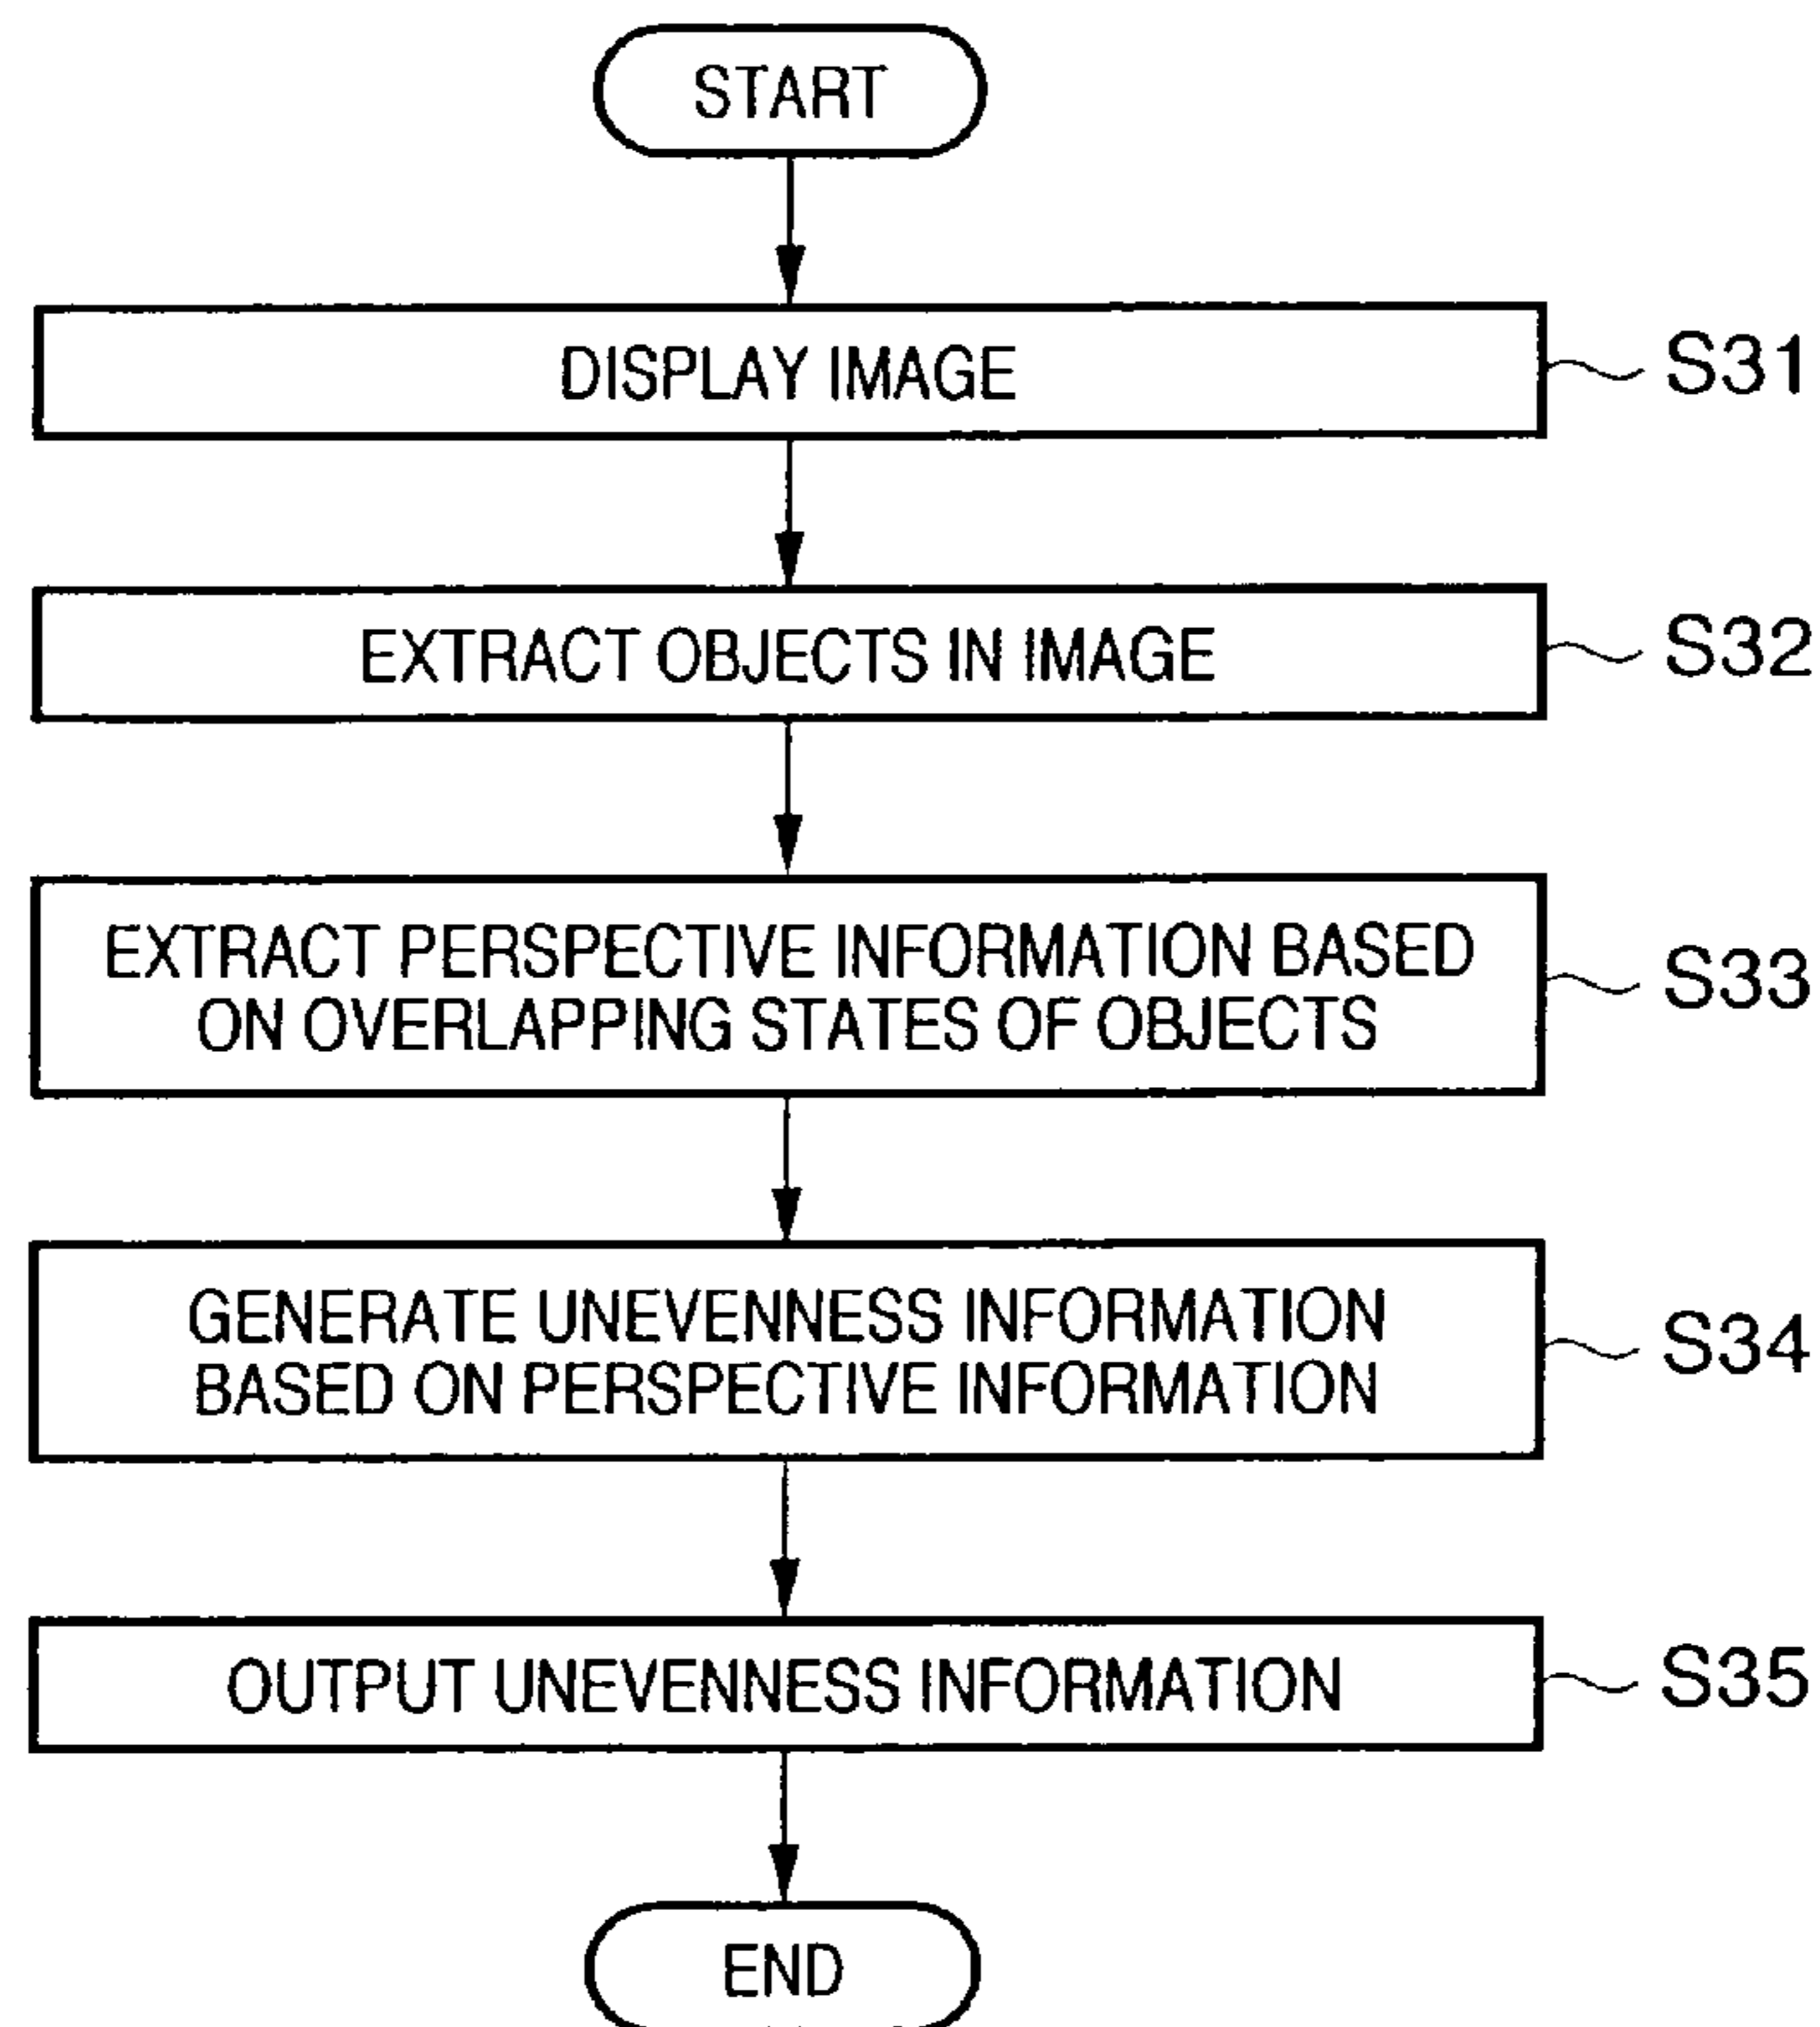 START
DISPLAY IMAGE
S31
EXTRACT OBJECTS IN IMAGE
S32
EXTRACT PERSPECTIVE INFORMATION BASED
ON OVERLAPPING STATES OF OBJECTS
S33
GENERATE UNEVENNESS INFORMATION
BASED ON PERSPECTIVE INFORMATION
S34
OUTPUT UNEVENNESS INFORMATION
S35
END